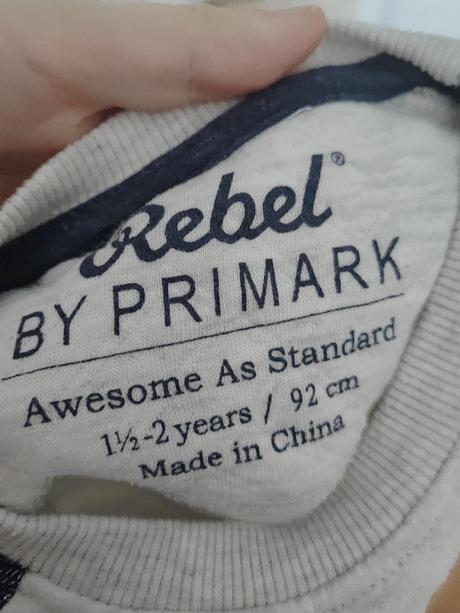 Rebel®
BY PRIMARK
Awesome As Standard
1½-2 years / 92 cm
Made in China